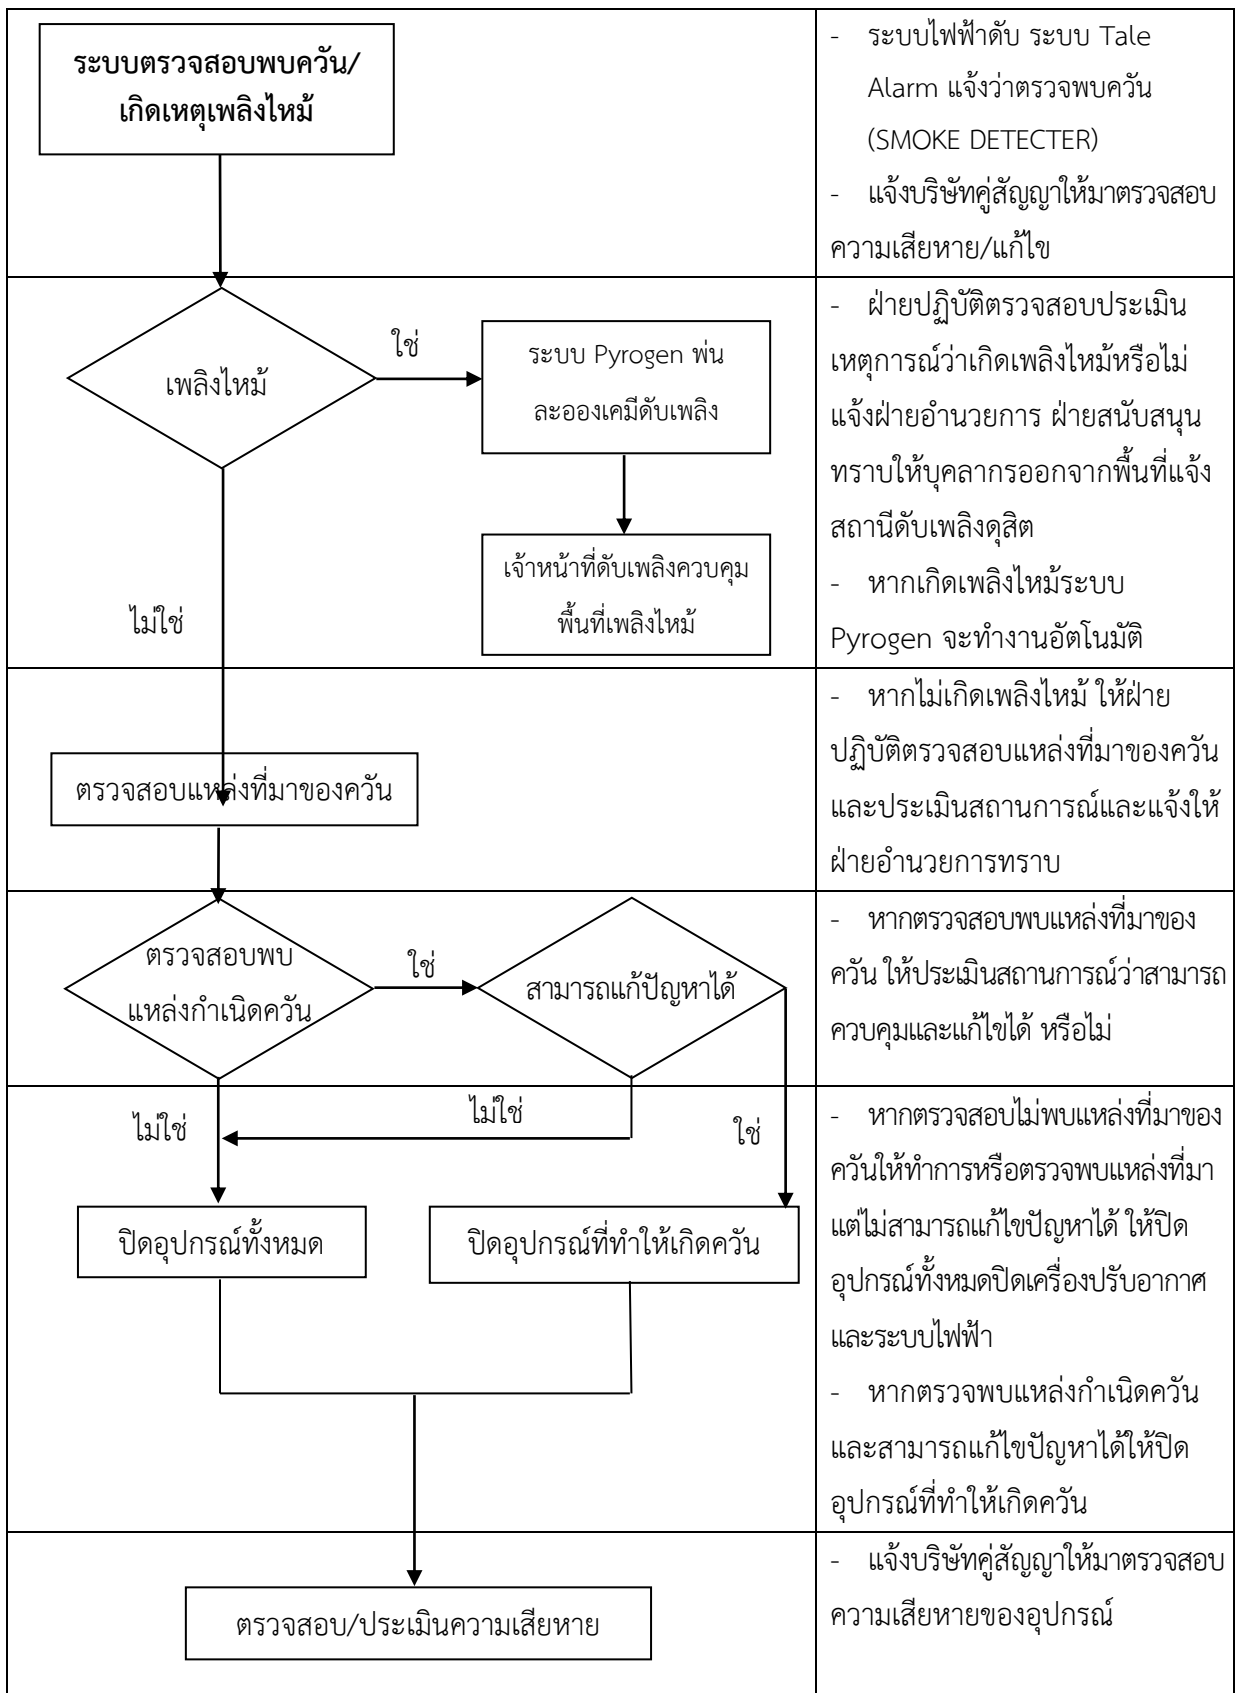 ระบบตรวจสอบพบควัน/
เกิดเหตุเพลิงไหม้
- ระบบไฟฟ้าดับ ระบบ Tale
Alarm แจ้งว่าตรวจพบควัน
(SMOKE DETECTER)
- แจ้งบริษัทคู่สัญญาให้มาตรวจสอบ
ความเสียหาย/แก้ไข
เพลิงไหม้
ใช่
ระบบ Pyrogen พ่น
ละอองเคมีดับเพลิง
เจ้าหน้าที่ดับเพลิงควบคุม
พื้นที่เพลิงไหม้
ไม่ใช่
- ฝ่ายปฏิบัติตรวจสอบประเมิน
เหตุการณ์ว่าเกิดเพลิงไหม้หรือไม่
แจ้งฝ่ายอำนวยการ ฝ่ายสนับสนุน
ทราบให้บุคลากรออกจากพื้นที่แจ้ง
สถานีดับเพลิงดุสิต
- หากเกิดเพลิงไหม้ระบบ
Pyrogen จะทำงานอัตโนมัติ
ตรวจสอบแหล่งที่มาของควัน
- หากไม่เกิดเพลิงไหม้ ให้ฝ่าย
ปฏิบัติตรวจสอบแหล่งที่มาของควัน
และประเมินสถานการณ์และแจ้งให้
ฝ่ายอำนวยการทราบ
ตรวจสอบพบ
แหล่งกำเนิดควัน
ใช่
สามารถแก้ปัญหาได้
- หากตรวจสอบพบแหล่งที่มาของ
ควัน ให้ประเมินสถานการณ์ว่าสามารถ
ควบคุมและแก้ไขได้ หรือไม่
ไม่ใช่
ไม่ใช่
ใช่
ปิดอุปกรณ์ทั้งหมด
ปิดอุปกรณ์ที่ทำให้เกิดควัน
- หากตรวจสอบไม่พบแหล่งที่มาของ
ควันให้ทำการหรือตรวจพบแหล่งที่มา
แต่ไม่สามารถแก้ไขปัญหาได้ ให้ปิด
อุปกรณ์ทั้งหมดปิดเครื่องปรับอากาศ
และระบบไฟฟ้า
- หากตรวจพบแหล่งกำเนิดควัน
และสามารถแก้ไขปัญหาได้ให้ปิด
อุปกรณ์ที่ทำให้เกิดควัน
ตรวจสอบ/ประเมินความเสียหาย
- แจ้งบริษัทคู่สัญญาให้มาตรวจสอบ
ความเสียหายของอุปกรณ์